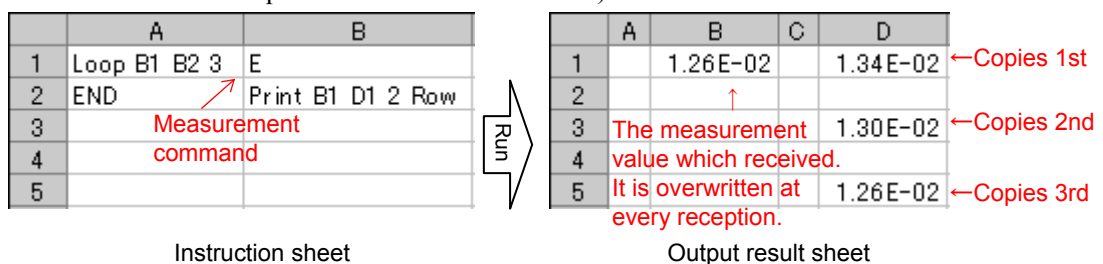 A B
1 Loop B1 B2 3 E
2 END Print B1 D1 2 Row
3
4
5
Measurement
command
Run
A B C D
1 1.26E-02 1.34E-02 ←Copies 1st
2 ↑
3 The measurement 1.30E-02 ←Copies 2nd
4 value which received.
5 It is overwritten at 1.26E-02 ←Copies 3rd
every reception.
Instruction sheet Output result sheet